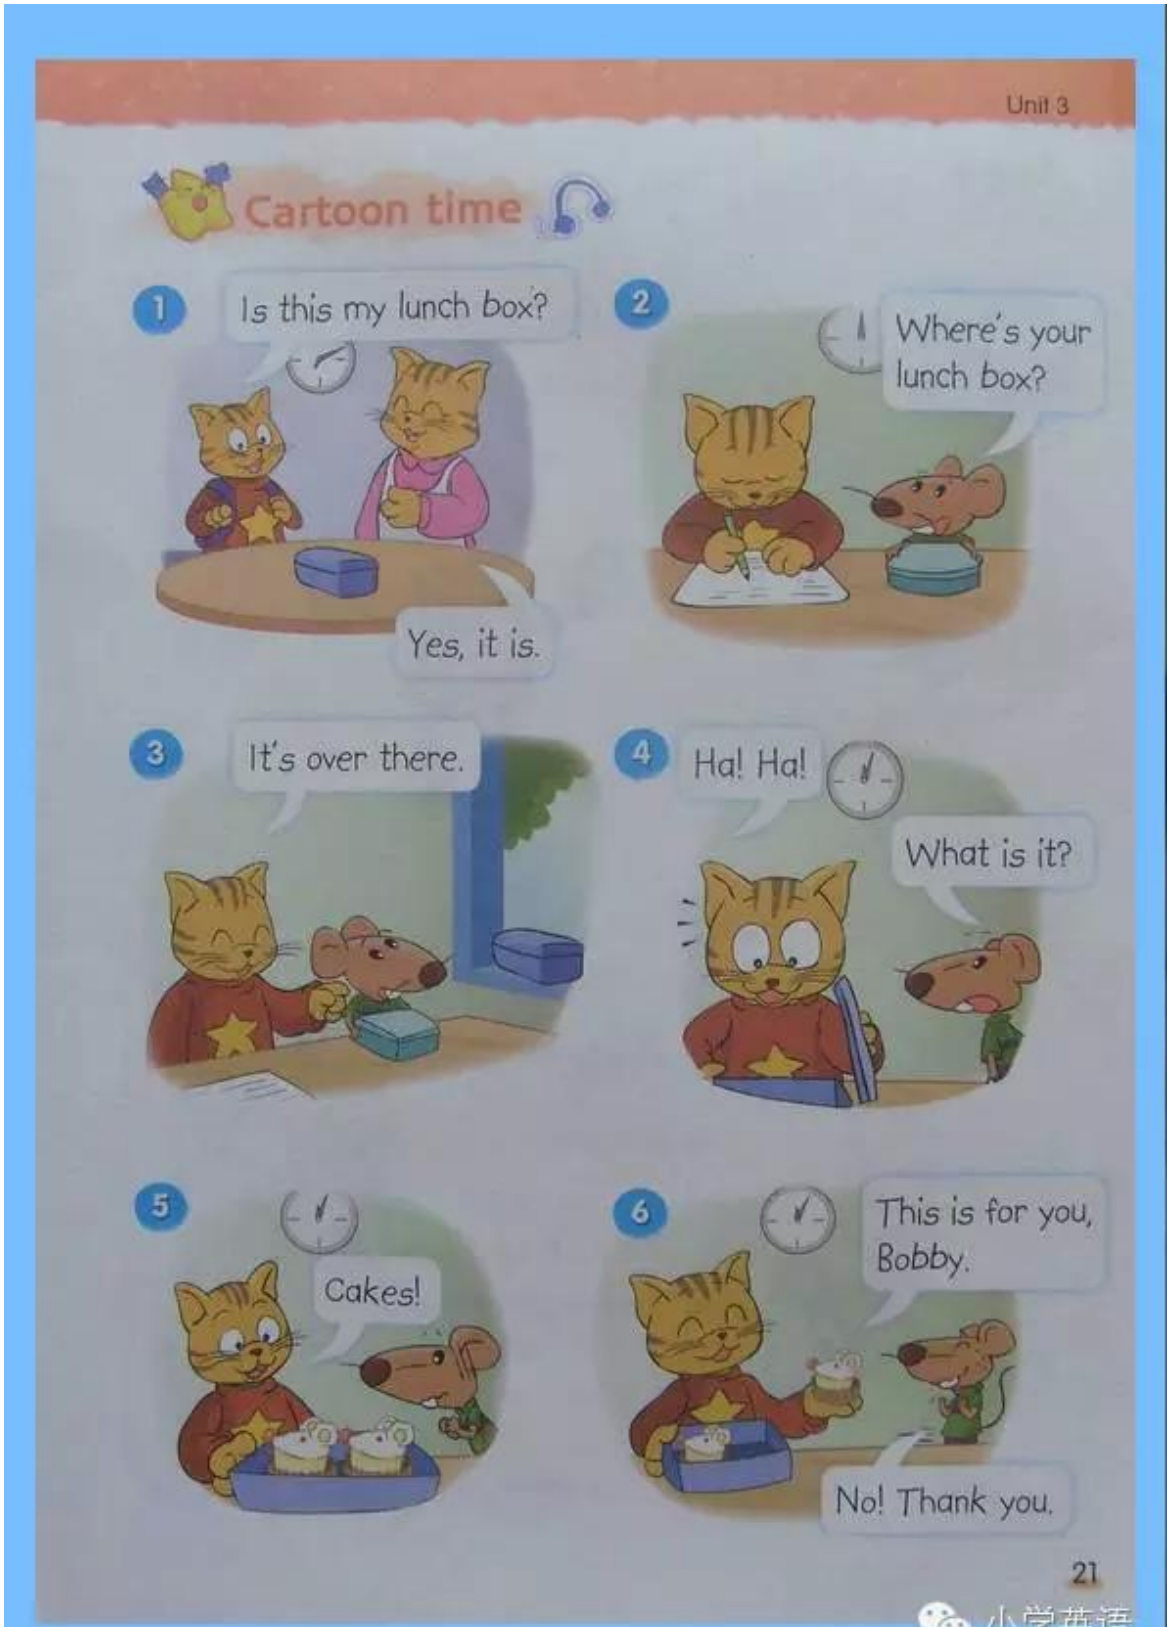 Unit 3
Cartoon time
1
Is this my lunch box?
Yes, it is.
2
Where's your
lunch box?
3
It's over there.
4
Ha! Ha!
What is it?
5
Cakes!
6
This is for you,
Bobby.
No! Thank you.
21
小学英语